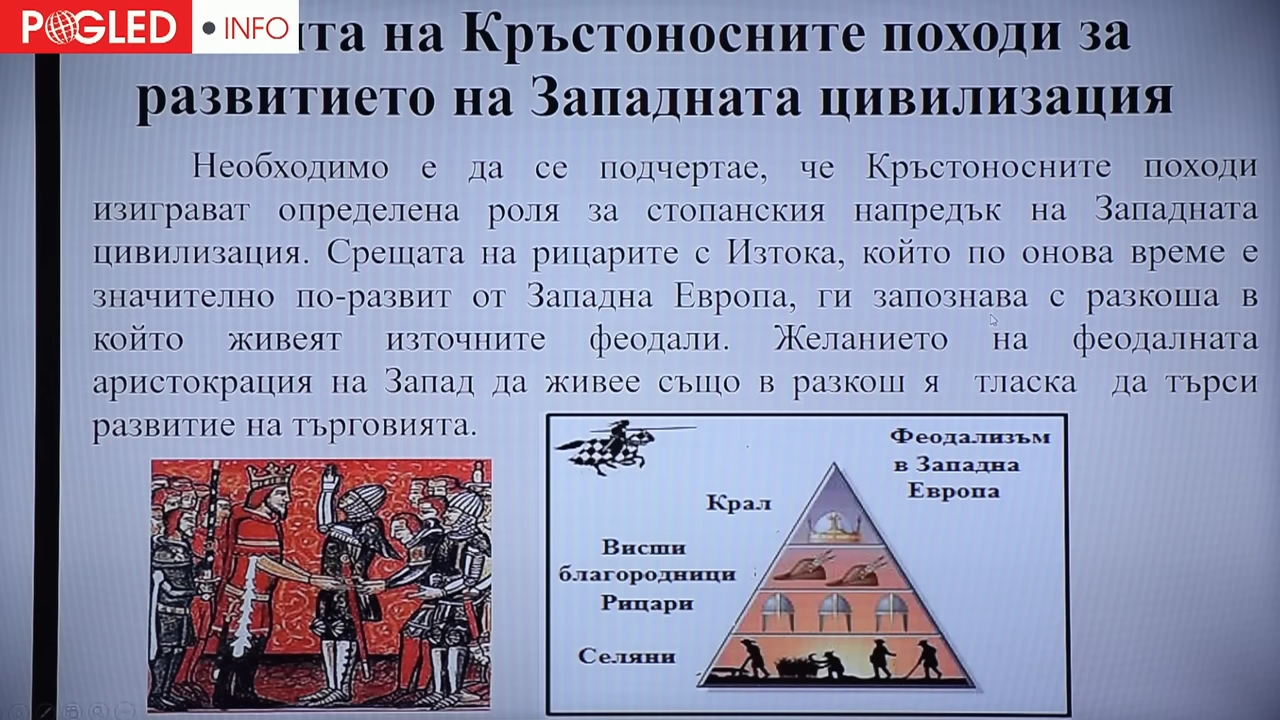 POGLED • INFO
на Кръстоносните походи за
развитието на Западната цивилизация
Необходимо е да се подчертае, че Кръстоносните походи
изиграват определена роля за стопанския напредък на Западната
цивилизация. Срещата на рицарите с Изтока, който по онова време е
значително по-развит от Западна Европа, ги запознава с разкоша в
който живеят източните феодали. Желанието на феодалната
аристокрация на Запад да живее също в разкош я тласка да търси
развитие на търговията.
Феодализъм
в Западна
Европа
Крал
Висши
благородници
Рицари
Селяни